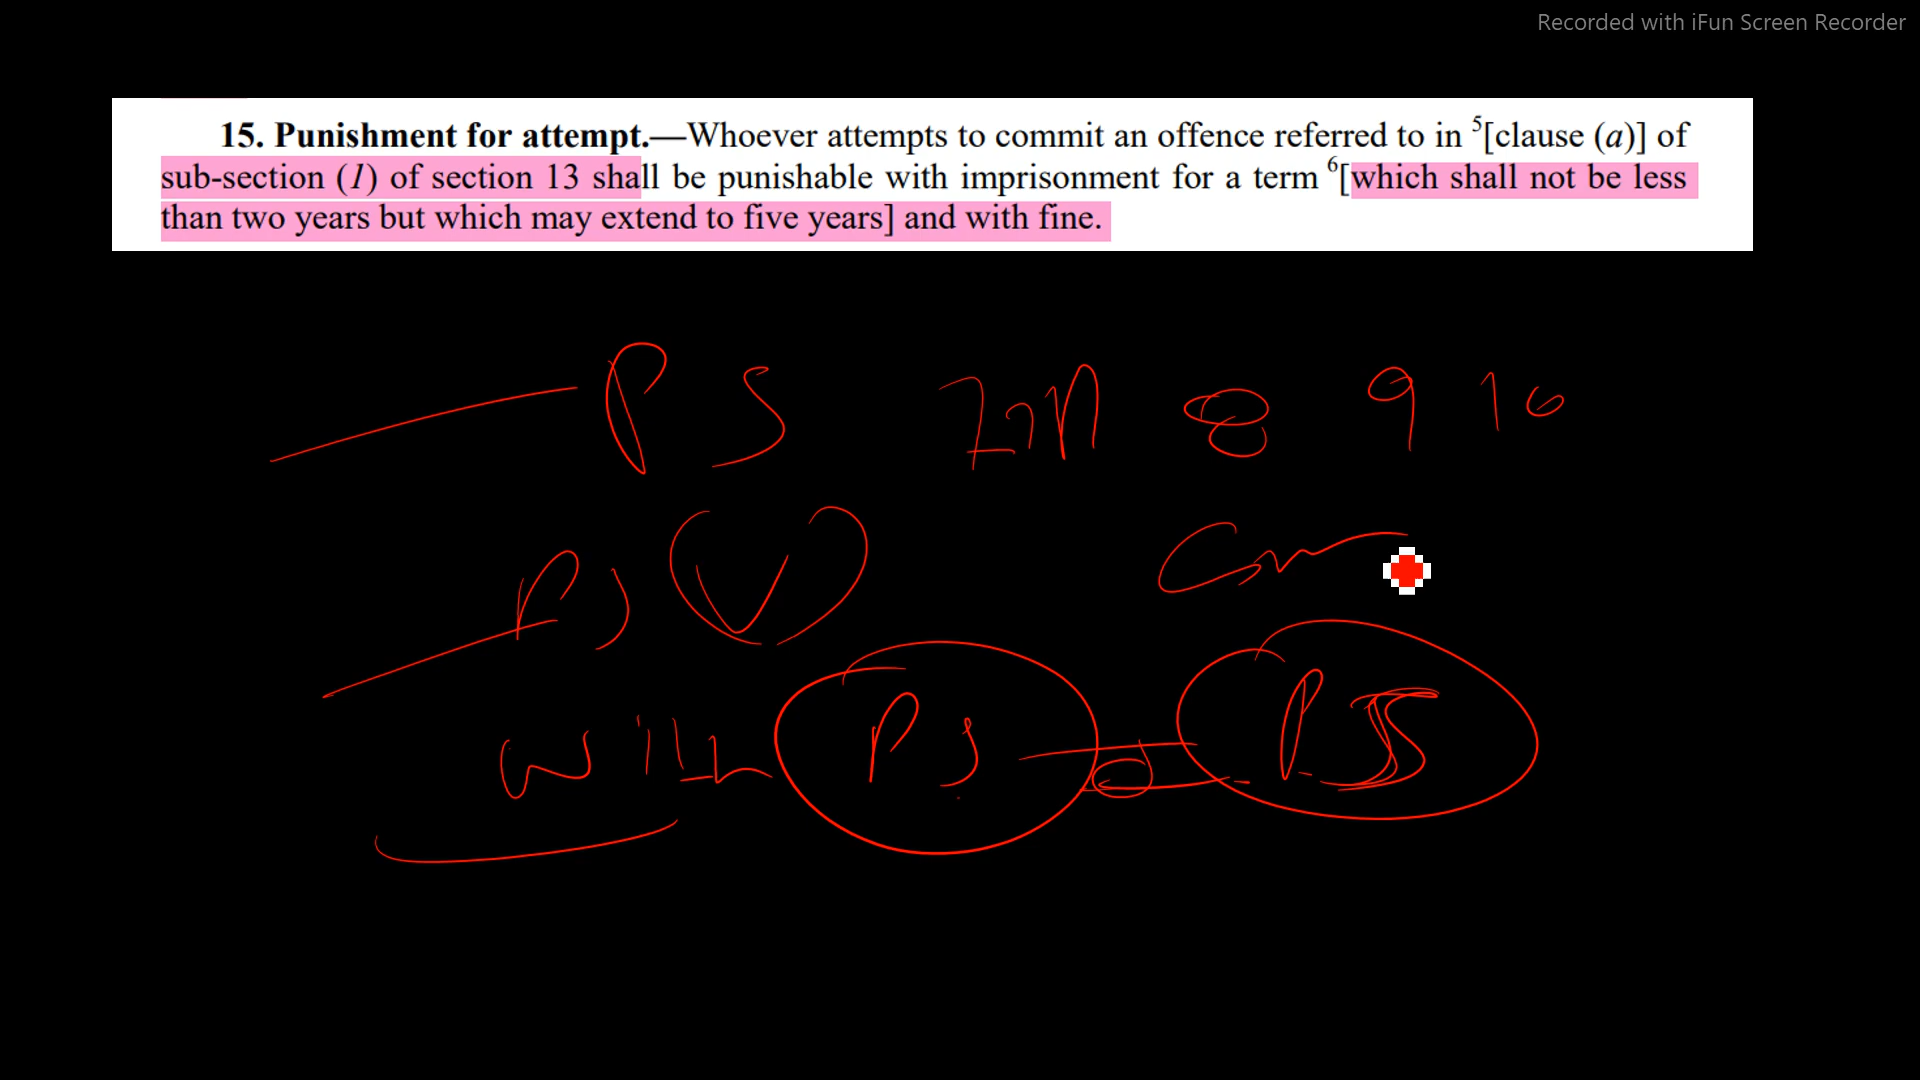 Recorded with iFun Screen Recorder
15. Punishment for attempt.—Whoever attempts to commit an offence referred to in ⁵[clause (a)] of
sub-section (1) of section 13 shall be punishable with imprisonment for a term ⁶[which shall not be less
than two years but which may extend to five years] and with fine.
PS 8 9 10
PS
PS PS